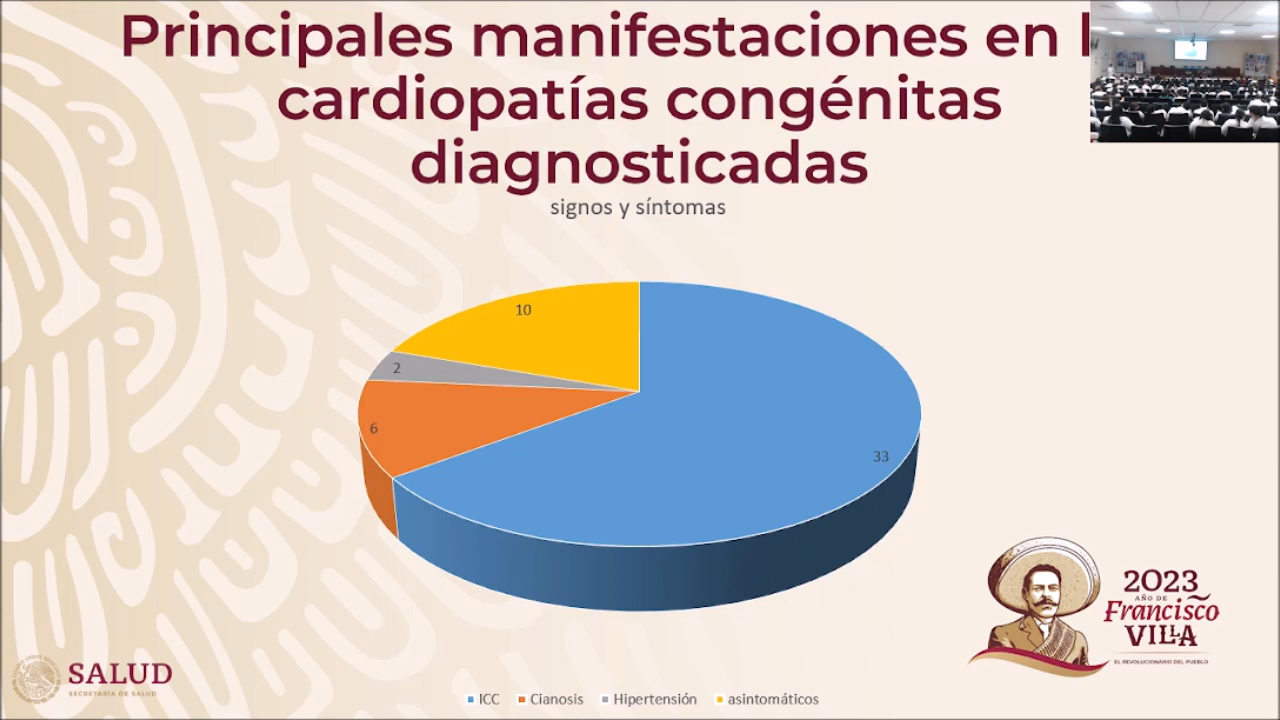 Principales manifestaciones en l
cardiopatías congénitas
diagnosticadas
signos y síntomas
10
2
6
33
2023
AÑO DE
Francisco
VILLA
EL REVOLUCIONARIO DEL PUEBLO
SALUD
SECRETARÍA DE SALUD
ICC
Cianosis
Hipertensión
asintomáticos